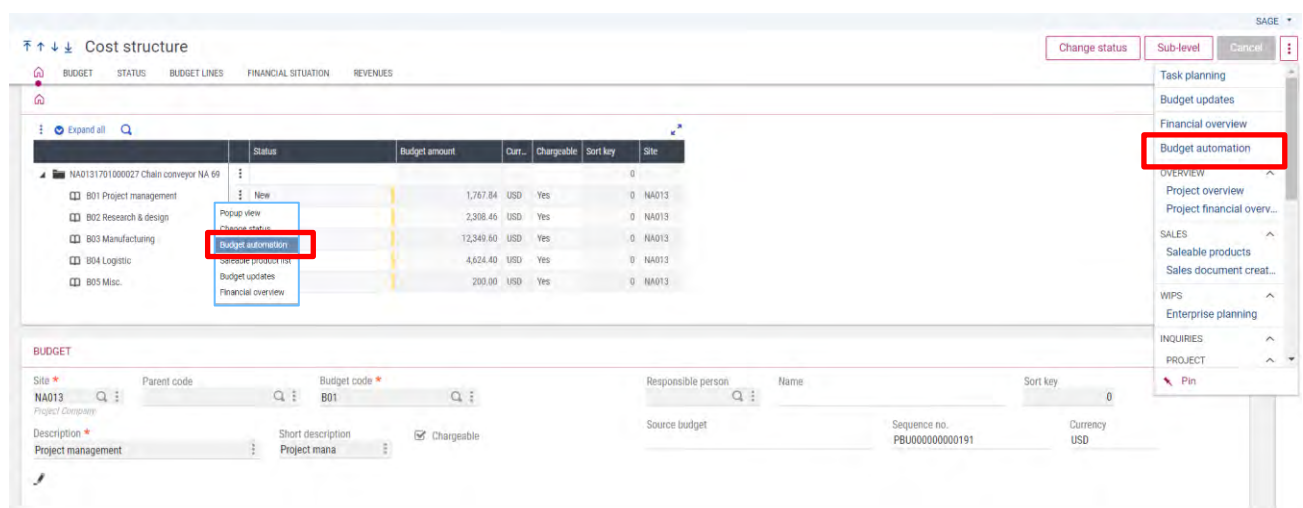 SAGE
Cost structure
Change status
Sub-level
Cancel
BUDGET STATUS BUDGET LINES FINANCIAL SITUATION REVENUES
Expand all
Status Budget amount Curr.. Chargeable Sort key Site
NA0131701000027 Chain conveyor NA 69 0
B01 Project management New 1,767.84 USD Yes 0 NA013
B02 Research & design 2,308.46 USD Yes 0 NA013
B03 Manufacturing 12,349.60 USD Yes 0 NA013
B04 Logistic 4,624.40 USD Yes 0 NA013
B05 Misc. 200.00 USD Yes 0 NA013
Popup view
Change status
Budget automation
Saleable product list
Budget updates
Financial overview
Task planning
Budget updates
Financial overview
Budget automation
OVERVIEW
Project overview
Project financial overv...
SALES
Saleable products
Sales document creat...
WIPS
Enterprise planning
INQUIRIES
PROJECT
Pin
BUDGET
Site * Parent code Budget code * Responsible person Name Sort key
NA013 B01 0
Project Company
Description * Short description Chargeable Source budget Sequence no. Currency
Project management Project mana PBU000000000191 USD